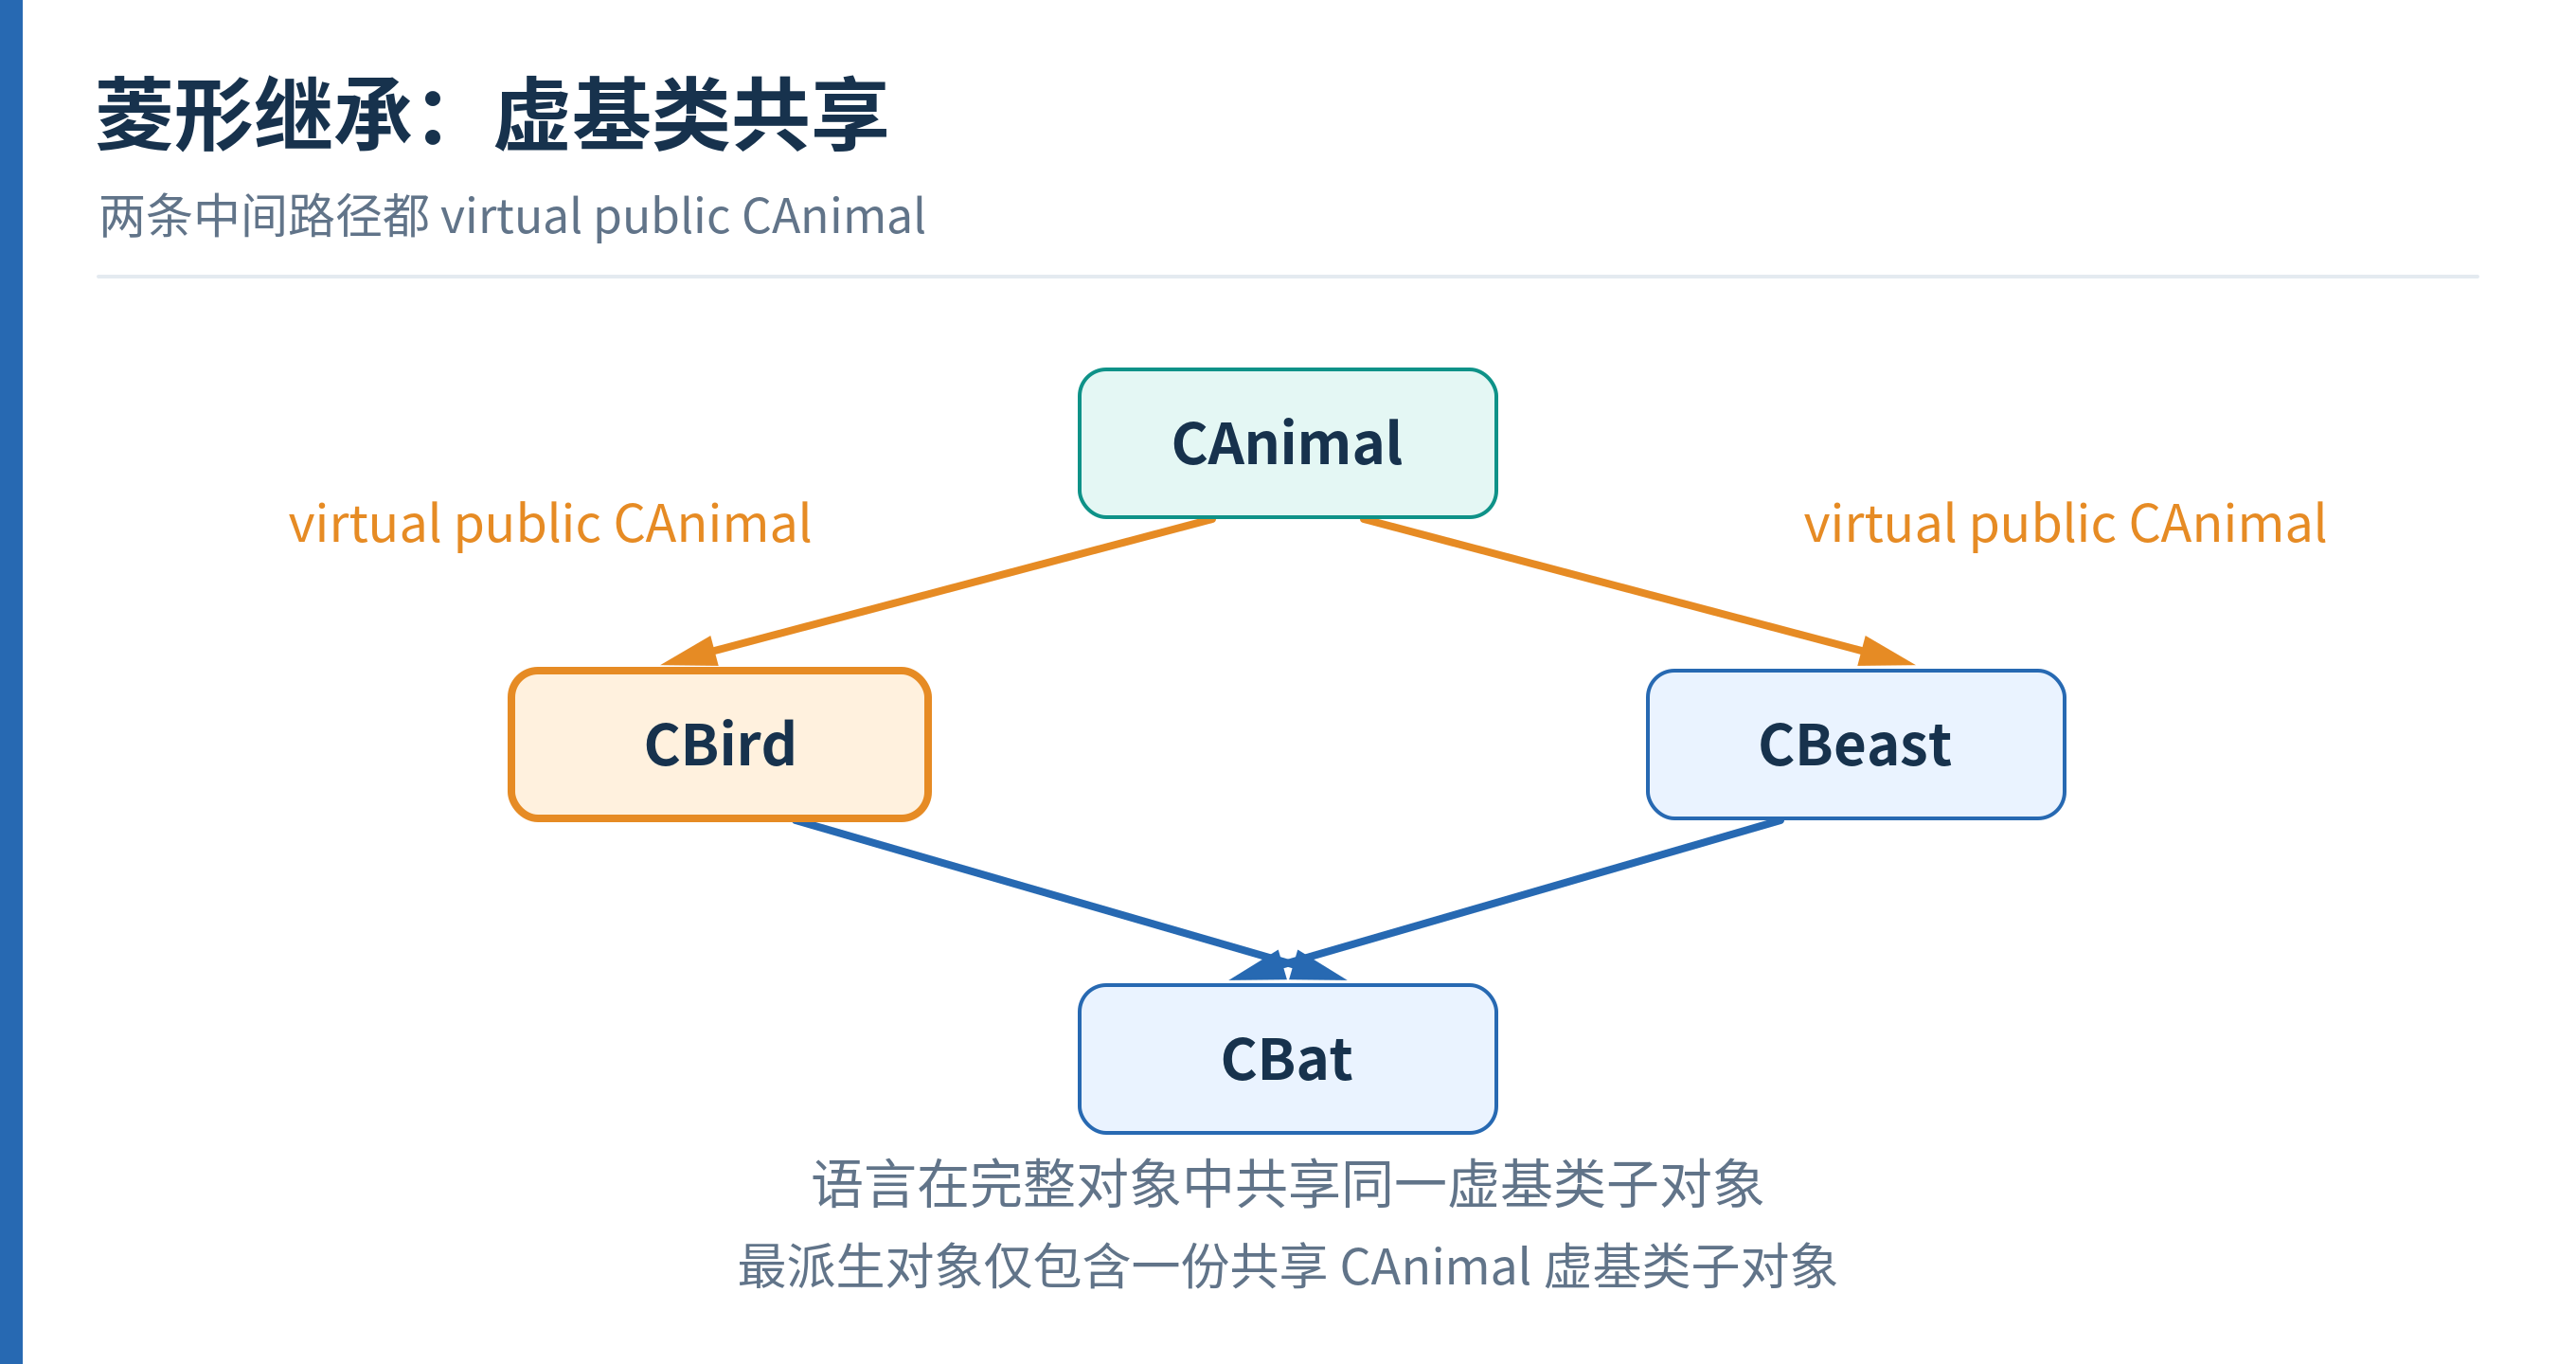 菱形继承：虚基类共享
两条中间路径都 virtual public CAnimal
CAnimal
virtual public CAnimal
virtual public CAnimal
CBird
CBeast
CBat
语言在完整对象中共享同一虚基类子对象
最派生对象仅包含一份共享 CAnimal 虚基类子对象